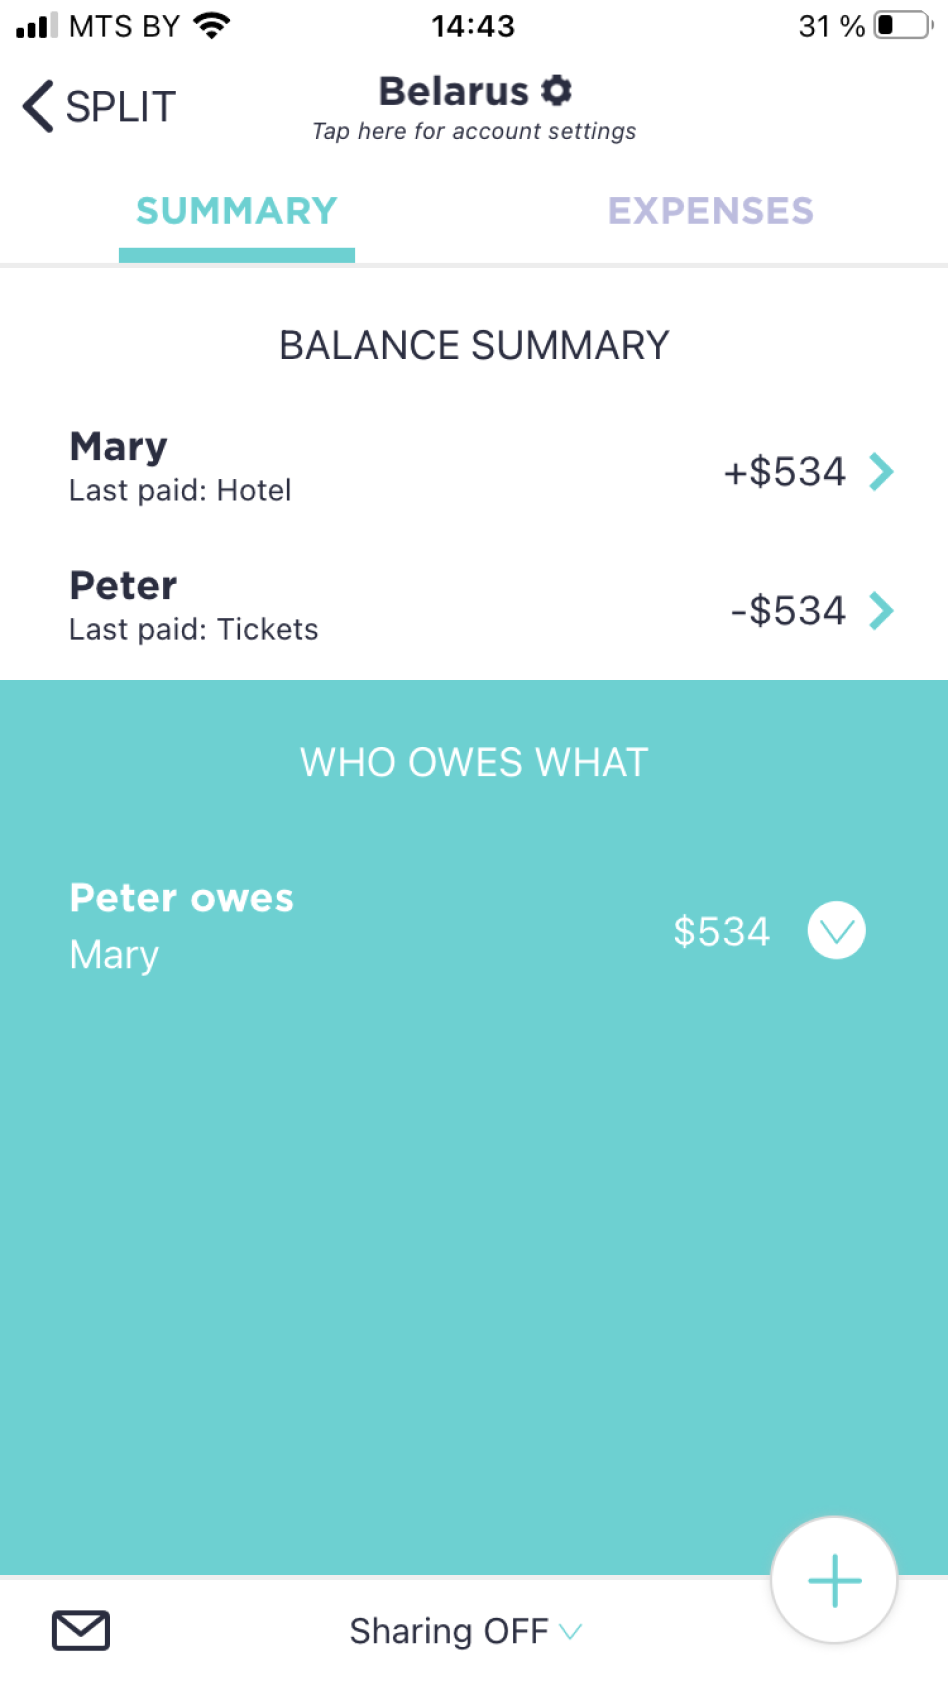 MTS BY 14:43 31 %
SPLIT
Belarus
Tap here for account settings
SUMMARY EXPENSES
BALANCE SUMMARY
Mary
Last paid: Hotel
+$534
Peter
Last paid: Tickets
-$534
WHO OWES WHAT
Peter owes
Mary
$534
Sharing OFF